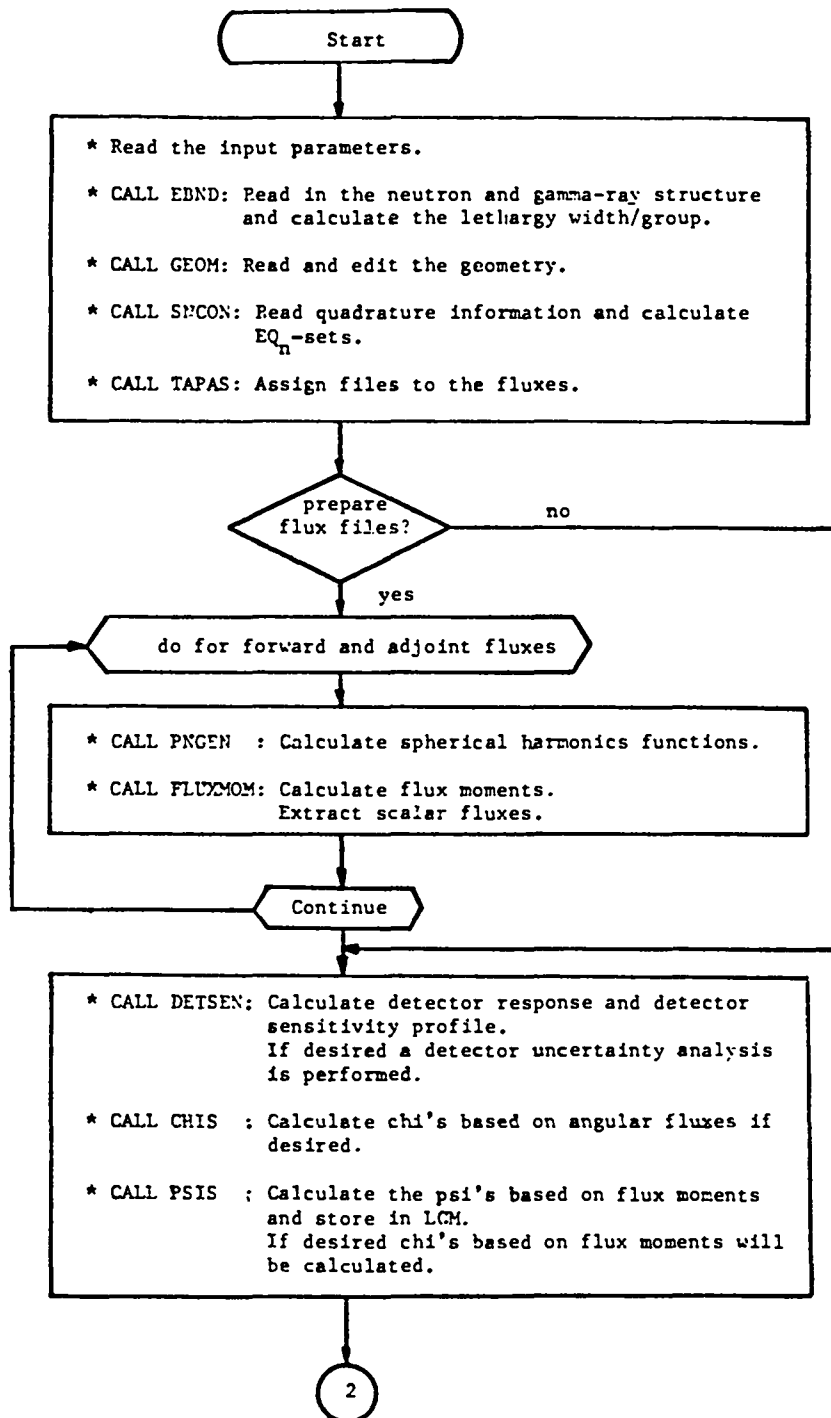 Start
* Read the input parameters.
* CALL EBND: Read in the neutron and gamma-ray structure
and calculate the lethargy width/group.
* CALL GEOM: Read and edit the geometry.
* CALL SNCON: Read quadrature information and calculate
EQn-sets.
* CALL TAPAS: Assign files to the fluxes.
prepare
flux files?
no
yes
do for forward and adjoint fluxes
* CALL PNGEN : Calculate spherical harmonics functions.
* CALL FLUXMOM: Calculate flux moments.
Extract scalar fluxes.
Continue
* CALL DETSEN: Calculate detector response and detector
sensitivity profile.
If desired a detector uncertainty analysis
is performed.
* CALL CHIS : Calculate chi's based on angular fluxes if
desired.
* CALL PSIS : Calculate the psi's based on flux moments
and store in LCM.
If desired chi's based on flux moments will
be calculated.
2